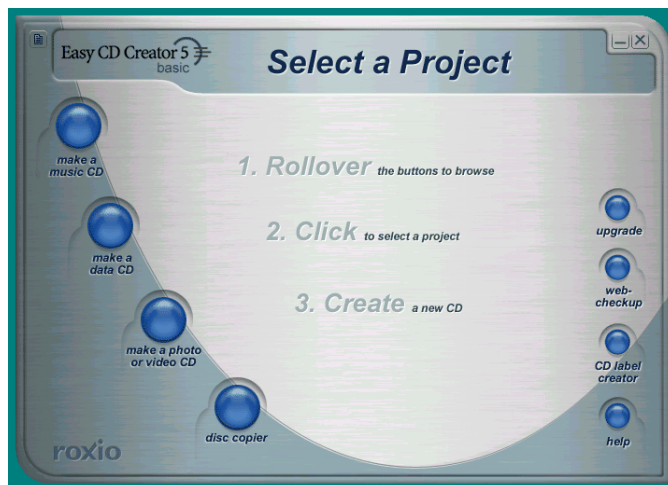 Easy CD Creator 5
basic
Select a Project
make a
music CD
1. Rollover the buttons to browse
make a
data CD
2. Click to select a project
upgrade
3. Create a new CD
web-
checkup
make a photo
or video CD
CD label
creator
disc copier
help
roxio